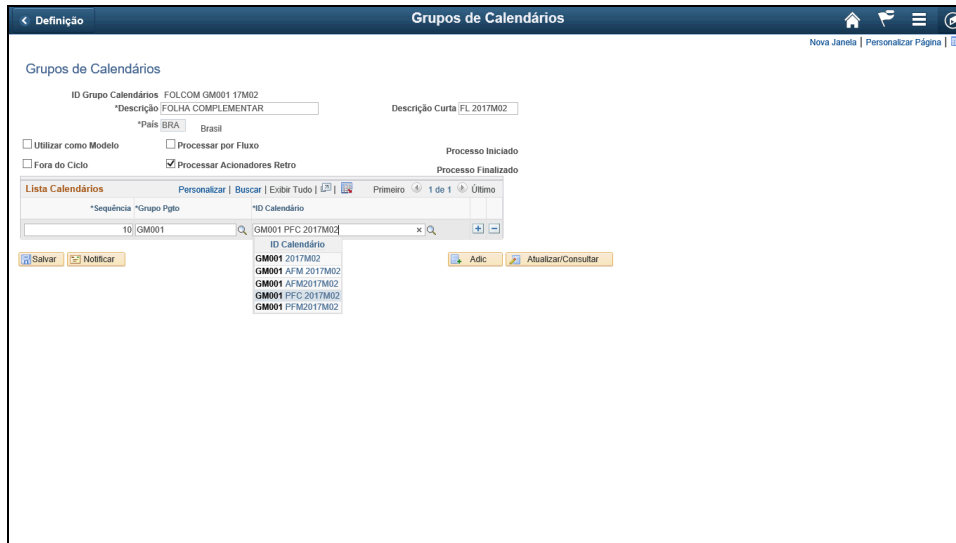 Definição
Grupos de Calendários
Nova Janela | Personalizar Página |
Grupos de Calendários
ID Grupo Calendários FOLCOM GM001 17M02
*Descrição FOLHA COMPLEMENTAR Descrição Curta FL 2017M02
*País BRA Brasil
Utilizar como Modelo Processar por Fluxo Processo Iniciado
Fora do Ciclo Processar Acionadores Retro Processo Finalizado
Lista Calendários Personalizar | Buscar | Exibir Tudo | | Primeiro 1 de 1 Último
*Sequência *Grupo Pgto *ID Calendário
10 GM001 GM001 PFC 2017M02 x
ID Calendário
GM001 2017M02
GM001 AFM 2017M02
GM001 AFM2017M02
GM001 PFC 2017M02
GM001 PFM2017M02
Salvar Notificar Adic Atualizar/Consultar